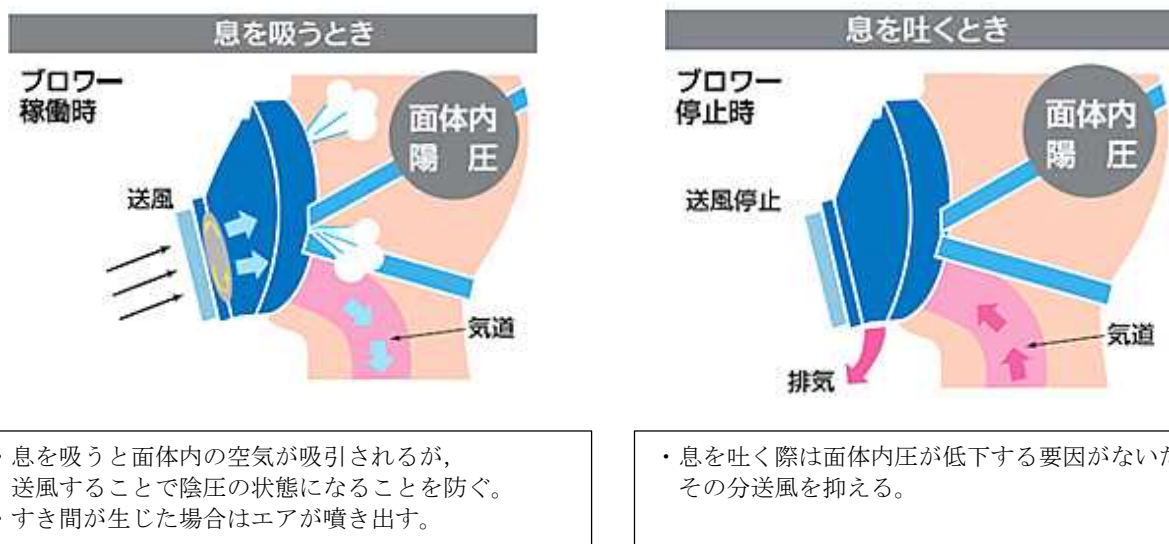 息を吸うとき
ブロワー
稼働時
面体内
陽 圧
送風
気道
・息を吸うと面体内の空気が吸引されるが,
送風することで陰圧の状態になることを防ぐ。
・すき間が生じた場合はエアが噴き出す。
息を吐くとき
ブロワー
停止時
面体内
陽 圧
送風停止
気道
排気
・息を吐く際は面体内圧が低下する要因がない
その分送風を抑える。